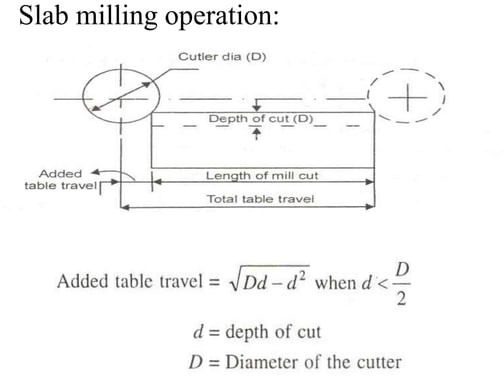 Slab milling operation:
Cutler dia (D)
Depth of cut (D)
Added
table travel
Length of mill cut
Total table travel
Added table travel = √(Dd – d²) when d < D/2
d = depth of cut
D = Diameter of the cutter